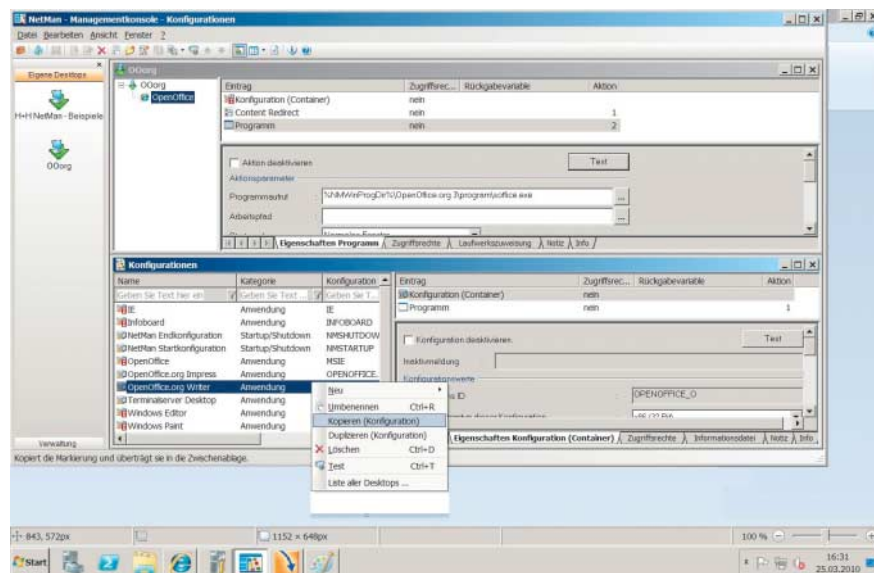 NetMan - Managementkonsole - Konfigurationen
Datei Bearbeiten Ansicht Fenster ?
Eigene Desktops
H+H NetMan - Beispiele
OOorg
Verwaltung
OOorg
OOorg
OpenOffice
Eintrag Zugriffsrec... Rückgabevariable Aktion
Konfiguration (Container) nein
Content Redirect nein 1
Programm nein 2
Aktion deaktivieren Test
Aktionsparameter
Programmaufruf : %NMWinProgDir%\OpenOffice.org 3\program\soffice.exe ...
Arbeitspfad : ...
Normales Fenster
Eigenschaften Programm Zugriffsrechte Laufwerkszuweisung Notiz Info
Konfigurationen
Name Kategorie Konfiguration
Geben Sie Text hier ein Geben Sie Text ... Geben Sie T...
IE Anwendung IE
Infoboard Anwendung INFOBOARD
NetMan Endkonfiguration Startup/Shutdown NMSHUTDOW
NetMan Startkonfiguration Startup/Shutdown NMSTARTUP
OpenOffice Anwendung MSIE
OpenOffice.org Impress Anwendung OPENOFFICE.
OpenOffice.org Writer Anwendung
Terminalserver Desktop Anwendung
Windows Editor Anwendung
Windows Paint Anwendung
Eintrag Zugriffsrec... Rückgabevariable Aktion
Konfiguration (Container) nein
Programm nein 1
Konfiguration deaktivieren Test
Inaktivmeldung
Konfigurationswerte
ID : OPENOFFICE_O
Eigenschaften Konfiguration (Container) Zugriffsrechte Informationsdatei Notiz Info
Neu
Umbenennen Ctrl+R
Kopieren (Konfiguration)
Duplizieren (Konfiguration)
Löschen Ctrl+D
Test Ctrl+T
Liste aller Desktops ...
Kopiert die Markierung und überträgt sie in die Zwischenablage.
843, 572px 1152 × 648px 100 %
Start 16:31
25.03.2010